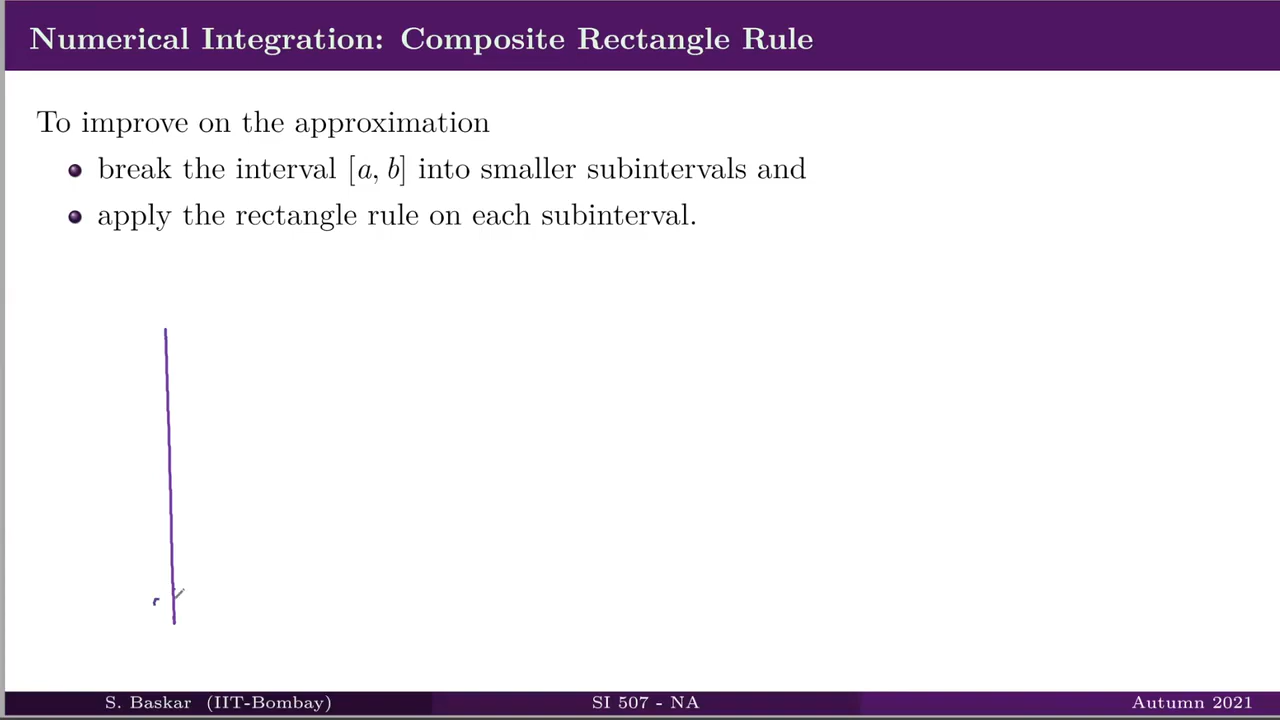 Numerical Integration: Composite Rectangle Rule
To improve on the approximation
break the interval [a, b] into smaller subintervals and
apply the rectangle rule on each subinterval.
S. Baskar (IIT-Bombay) SI 507 - NA Autumn 2021